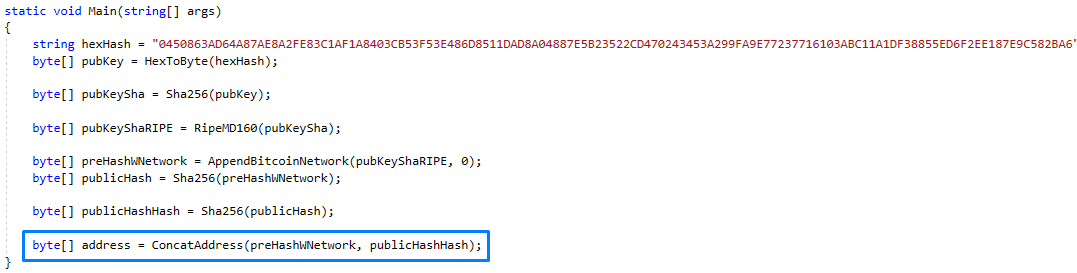 static void Main(string[] args)
{
string hexHash = "0450863AD64A87AE8A2FE83C1AF1A8403CB53F53E486D8511DAD8A04887E5B23522CD470243453A299FA9E77237716103ABC11A1DF38855ED6F2EE187E9C582BA6"
byte[] pubKey = HexToByte(hexHash);
byte[] pubKeySha = Sha256(pubKey);
byte[] pubKeyShaRIPE = RipeMD160(pubKeySha);
byte[] preHashWNetwork = AppendBitcoinNetwork(pubKeyShaRIPE, 0);
byte[] publicHash = Sha256(preHashWNetwork);
byte[] publicHashHash = Sha256(publicHash);
byte[] address = ConcatAddress(preHashWNetwork, publicHashHash);
}